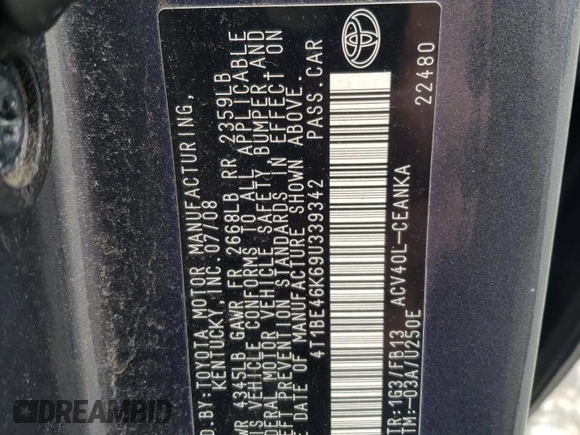 D.BY:TOYOTA MOTOR MANUFACTURING,
KENTUCKY, INC. 07/08
WR 4345LB GAWR FR 2668LB RR 2359LB
IS VEHICLE CONFORMS TO ALL APPLICABLE
DERAL MOTOR VEHICLE SAFETY, BUMPER, AND
EFT PREVENTION STANDARDS IN EFFECT ON
MANUFACTURE SHOWN ABOVE.
4T1BE46K69U339342 PASS.CAR
TR:1G3/FB13 ACV40L-CEANKA
TM:-03A/U250E 22480
DREAMBID